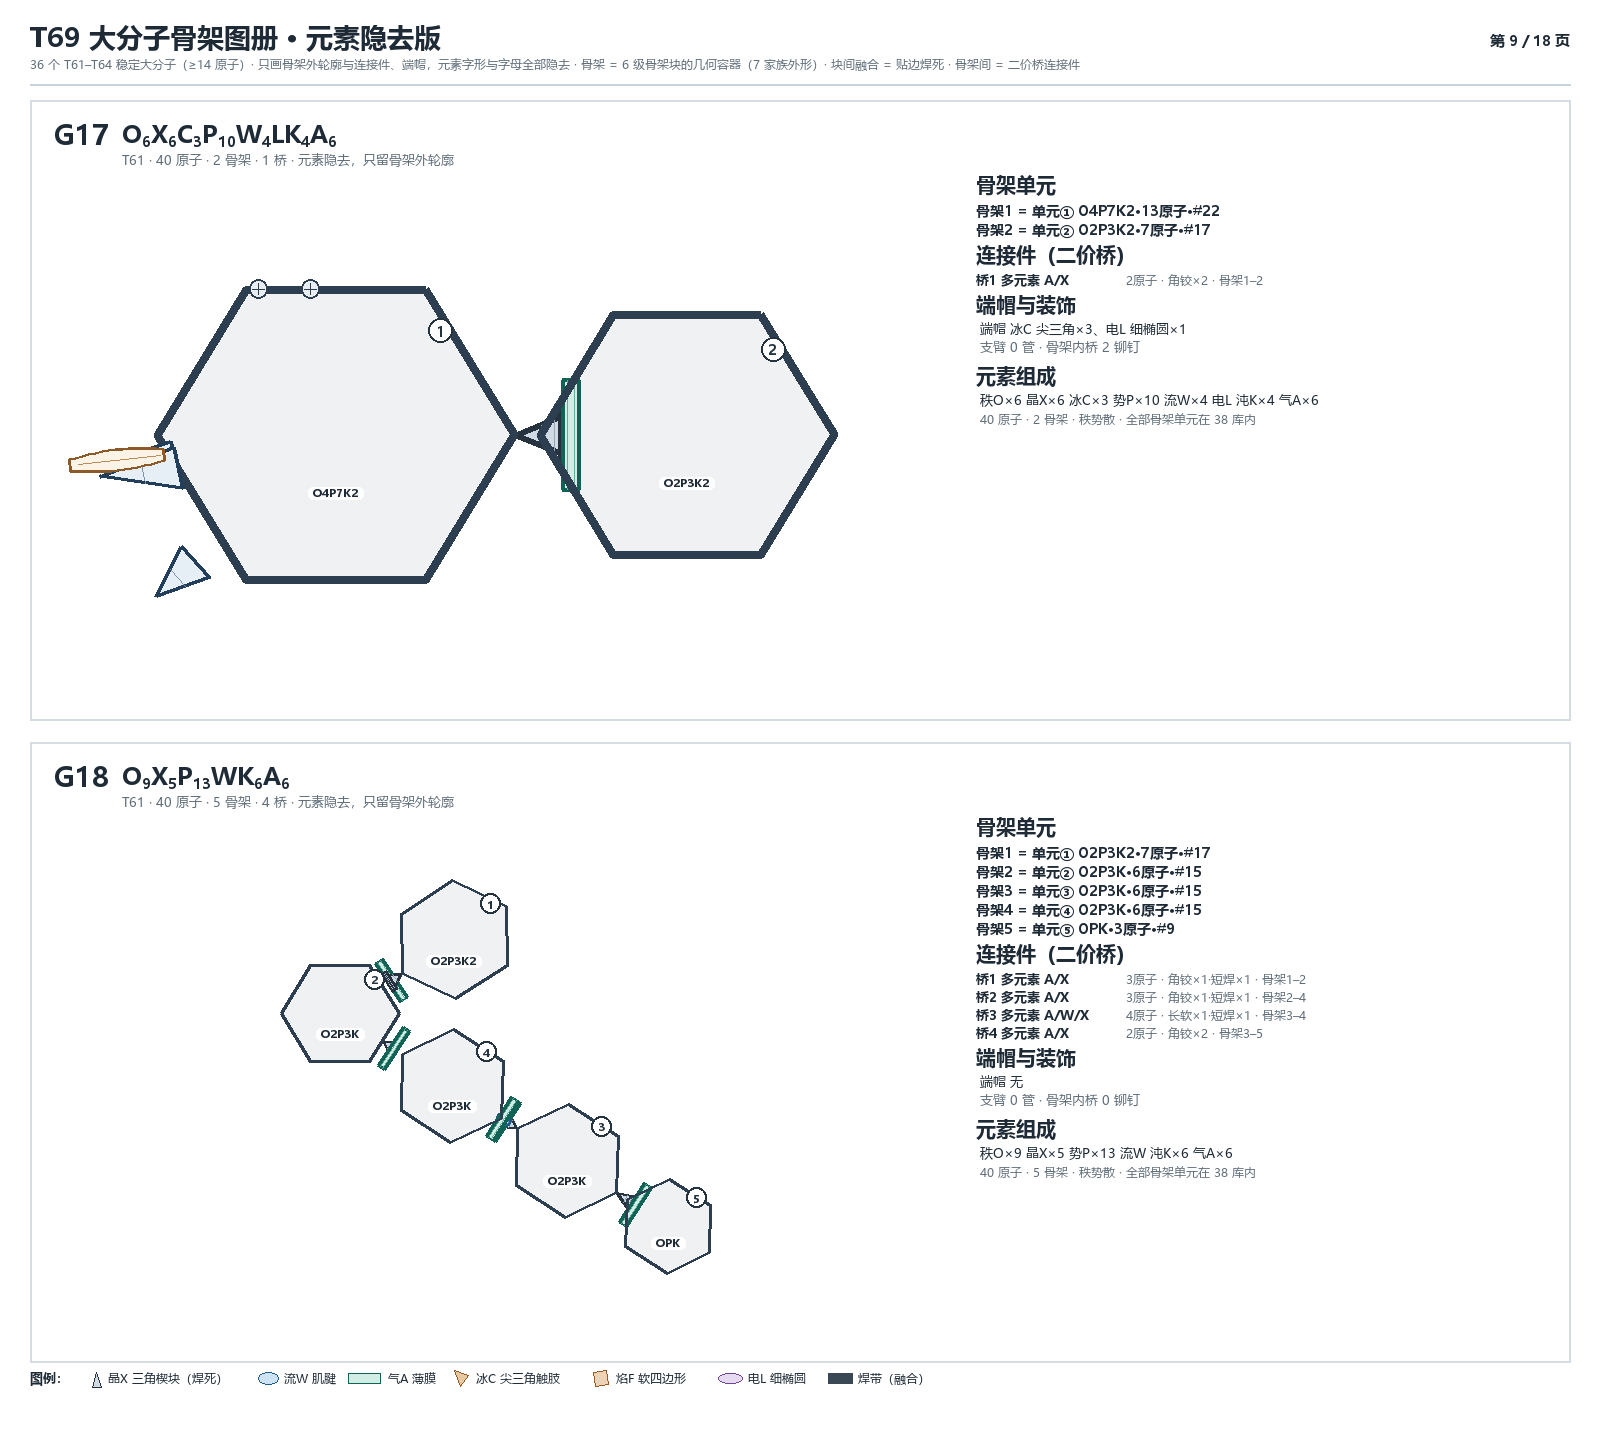 T69 大分子骨架图册 • 元素隐去版
第 9 / 18 页
36 个 T61–T64 稳定大分子（≥14 原子）· 只画骨架外轮廓与连接件、端帽，元素字形与字母全部隐去 · 骨架 = 6 级骨架块的几何容器（7 家族外形）· 块间融合 = 贴边焊死 · 骨架间 = 二价桥连接件
G17 O₆X₆C₃P₁₀W₄LK₄A₆
T61 · 40 原子 · 2 骨架 · 1 桥 · 元素隐去，只留骨架外轮廓
1
2
O4P7K2
O2P3K2
骨架单元
骨架1 = 单元① O4P7K2•13原子•#22
骨架2 = 单元② O2P3K2•7原子•#17
连接件（二价桥）
桥1 多元素 A/X 2原子 · 角铰×2 · 骨架1–2
端帽与装饰
端帽 冰C 尖三角×3、电L 细椭圆×1
支臂 0 管 · 骨架内桥 2 铆钉
元素组成
秩O×6 晶X×6 冰C×3 势P×10 流W×4 电L 沌K×4 气A×6
40 原子 · 2 骨架 · 秩势散 · 全部骨架单元在 38 库内
G18 O₉X₅P₁₃WK₆A₆
T61 · 40 原子 · 5 骨架 · 4 桥 · 元素隐去，只留骨架外轮廓
1
O2P3K2
2
O2P3K
4
O2P3K
3
O2P3K
5
OPK
骨架单元
骨架1 = 单元① O2P3K2•7原子•#17
骨架2 = 单元② O2P3K•6原子•#15
骨架3 = 单元③ O2P3K•6原子•#15
骨架4 = 单元④ O2P3K•6原子•#15
骨架5 = 单元⑤ OPK•3原子•#9
连接件（二价桥）
桥1 多元素 A/X 3原子 · 角铰×1·短焊×1 · 骨架1–2
桥2 多元素 A/X 3原子 · 角铰×1·短焊×1 · 骨架2–4
桥3 多元素 A/W/X 4原子 · 长软×1·短焊×1 · 骨架3–4
桥4 多元素 A/X 2原子 · 角铰×2 · 骨架3–5
端帽与装饰
端帽 无
支臂 0 管 · 骨架内桥 0 铆钉
元素组成
秩O×9 晶X×5 势P×13 流W 沌K×6 气A×6
40 原子 · 5 骨架 · 秩势散 · 全部骨架单元在 38 库内
图例： 晶X 三角楔块（焊死） 流W 肌腱 气A 薄膜 冰C 尖三角触肢 焰F 软四边形 电L 细椭圆 焊带（融合）